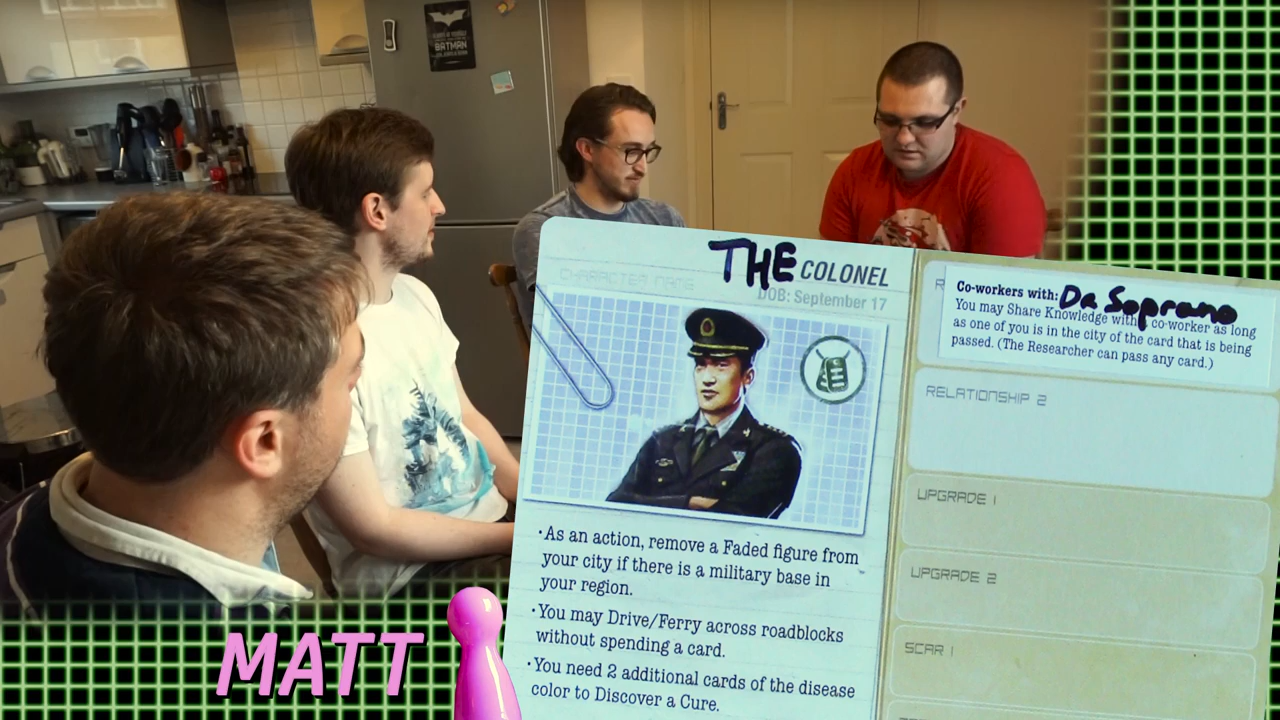 BATMAN
THE COLONEL
CHARACTER NAME
DOB: September 17
Co-workers with: Da Soprano
You may Share Knowledge with co-worker as long
as one of you is in the city of the card that is being
passed. (The Researcher can pass any card.)
RELATIONSHIP 2
UPGRADE 1
UPGRADE 2
SCAR 1
• As an action, remove a Faded figure from
your city if there is a military base in
your region.
• You may Drive/Ferry across roadblocks
without spending a card.
• You need 2 additional cards of the disease
color to Discover a Cure.
MATT